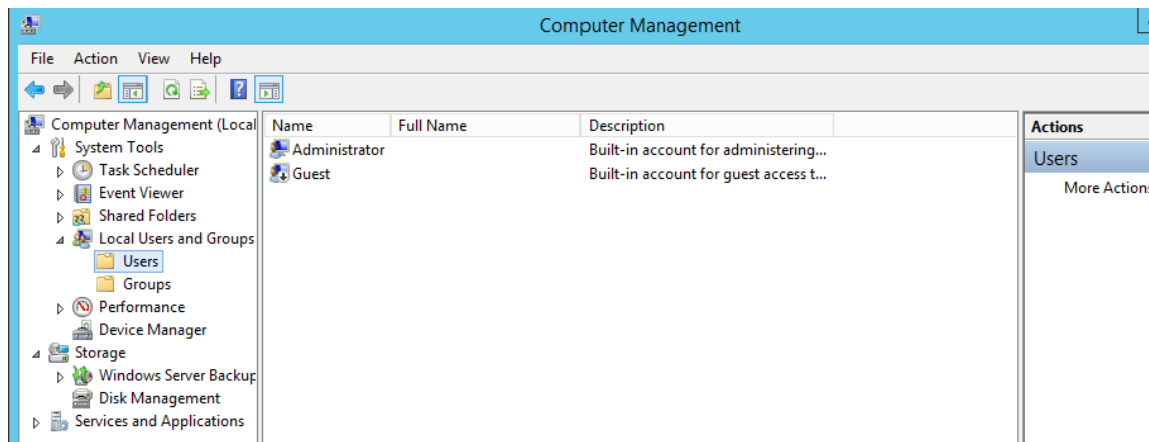 Computer Management
File Action View Help
Computer Management (Local
System Tools
Task Scheduler
Event Viewer
Shared Folders
Local Users and Groups
Users
Groups
Performance
Device Manager
Storage
Windows Server Backup
Disk Management
Services and Applications
Name Full Name Description
Administrator Built-in account for administering...
Guest Built-in account for guest access t...
Actions
Users
More Actions